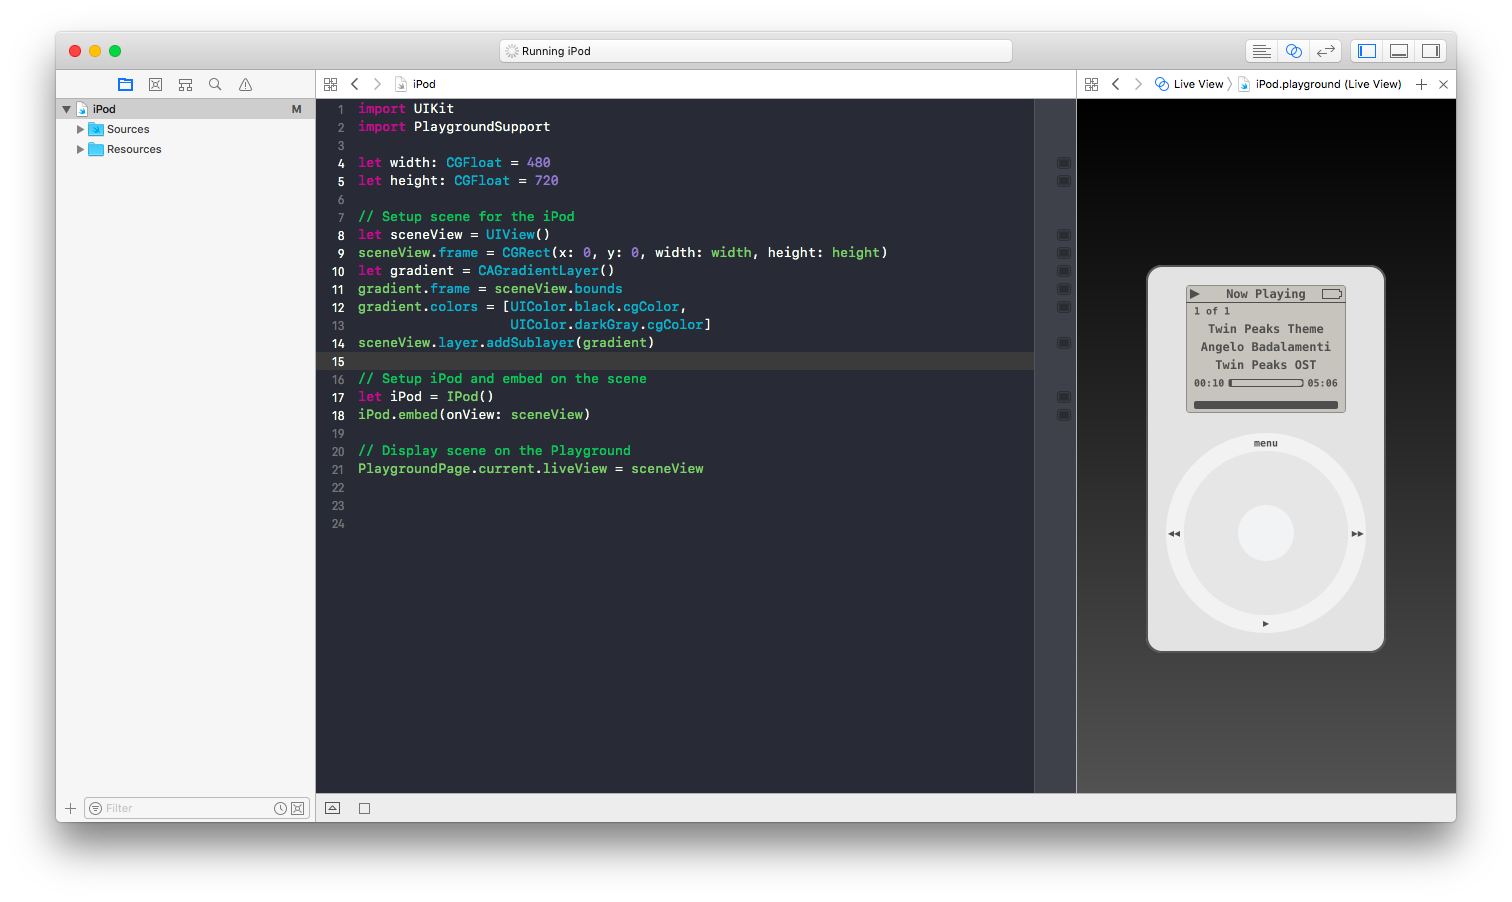 Running iPod
iPod
Live View
iPod.playground (Live View)
iPod M
Sources
Resources
1 import UIKit
2 import PlaygroundSupport
3
4 let width: CGFloat = 480
5 let height: CGFloat = 720
6
7 // Setup scene for the iPod
8 let sceneView = UIView()
9 sceneView.frame = CGRect(x: 0, y: 0, width: width, height: height)
10 let gradient = CAGradientLayer()
11 gradient.frame = sceneView.bounds
12 gradient.colors = [UIColor.black.cgColor,
13 UIColor.darkGray.cgColor]
14 sceneView.layer.addSublayer(gradient)
15
16 // Setup iPod and embed on the scene
17 let iPod = IPod()
18 iPod.embed(onView: sceneView)
19
20 // Display scene on the Playground
21 PlaygroundPage.current.liveView = sceneView
22
23
24
Now Playing
1 of 1
Twin Peaks Theme
Angelo Badalamenti
Twin Peaks OST
00:10 05:06
menu
Filter